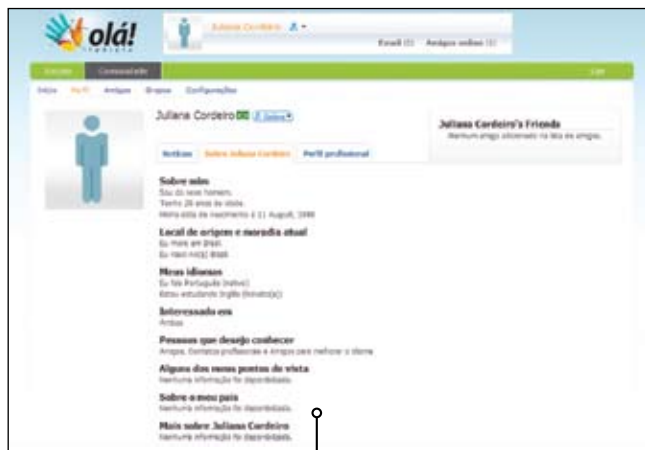 olá!
Juliana Cordeiro
Email (0) Amigos online (0)
Comunidade
Sair
Início Perfil Amigos Grupos Configurações
Juliana Cordeiro
Juliana Cordeiro's Friends
Nenhum amigo adicionado na lista de amigos.
Notícias Sobre Juliana Cordeiro Perfil profissional
Sobre mim
Sou do sexo homem.
Tenho 26 anos de idade.
Minha data de nascimento é 11 August,
Local de origem e moradia atual
Eu moro em Brasil
Eu nasci no(a) Brasil
Meus idiomas
Eu falo Português (nativo)
Estou estudando Inglês (Novato(a))
Interessado em
Ambos
Pessoas que desejo conhecer
Amigos, Contatos profissionais e Amigos para melhorar o idioma
Alguns dos meus pontos de vista
Nenhuma informação foi disponibilizada.
Sobre o meu país
Nenhuma informação foi disponibilizada.
Mais sobre Juliana Cordeiro
Nenhuma informação foi disponibilizada.